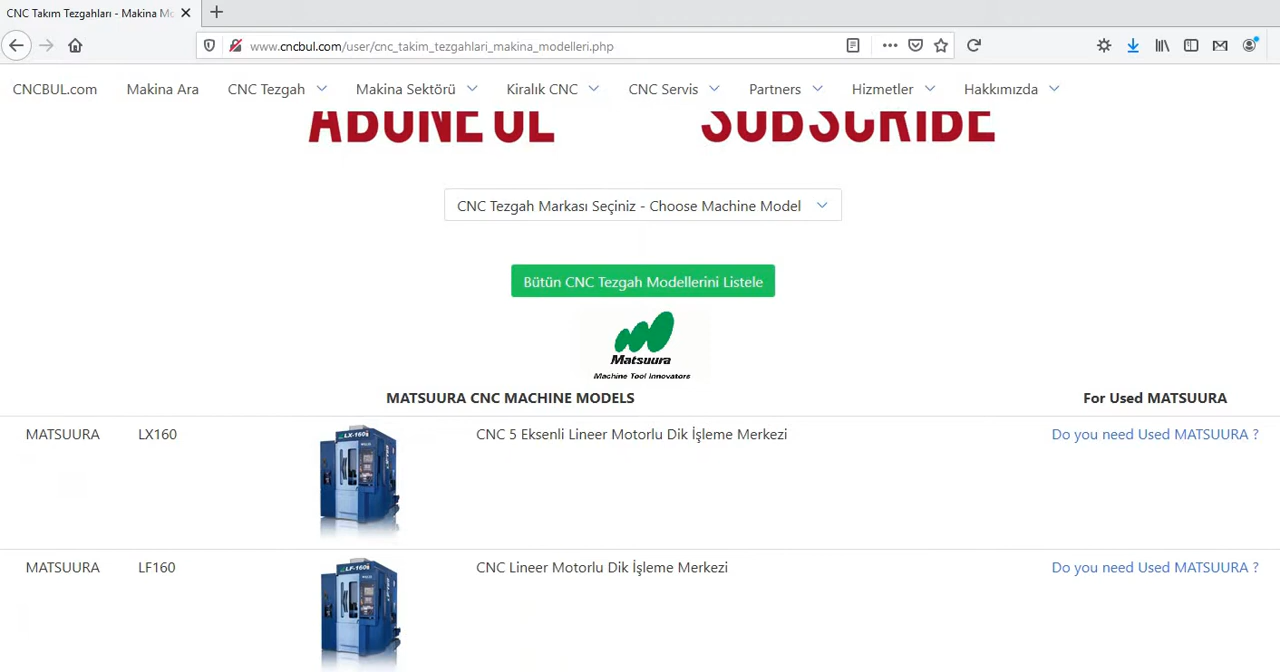 CNC Takım Tezgahları - Makina Mo
www.cncbul.com/user/cnc_takim_tezgahlari_makina_modelleri.php
CNCBUL.com Makina Ara CNC Tezgah Makina Sektörü Kiralık CNC CNC Servis Partners Hizmetler Hakkımızda
ABONE OL SUBSCRIBE
CNC Tezgah Markası Seçiniz - Choose Machine Model
Bütün CNC Tezgah Modellerini Listele
Matsuura
Machine Tool Innovators
MATSUURA CNC MACHINE MODELS For Used MATSUURA
MATSUURA LX160 LX-160i CNC 5 Eksenli Lineer Motorlu Dik İşleme Merkezi Do you need Used MATSUURA ?
MATSUURA LF160 LF-160i CNC Lineer Motorlu Dik İşleme Merkezi Do you need Used MATSUURA ?